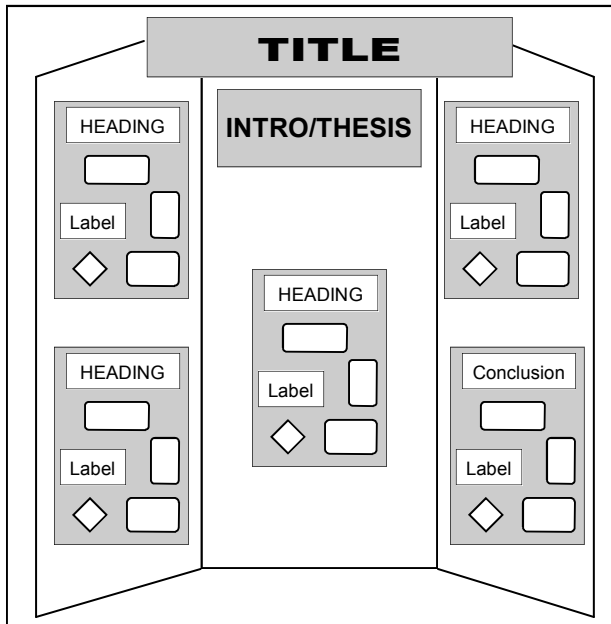 TITLE
INTRO/THESIS
HEADING
Label
HEADING
Label
HEADING
Label
HEADING
Label
Conclusion
Label